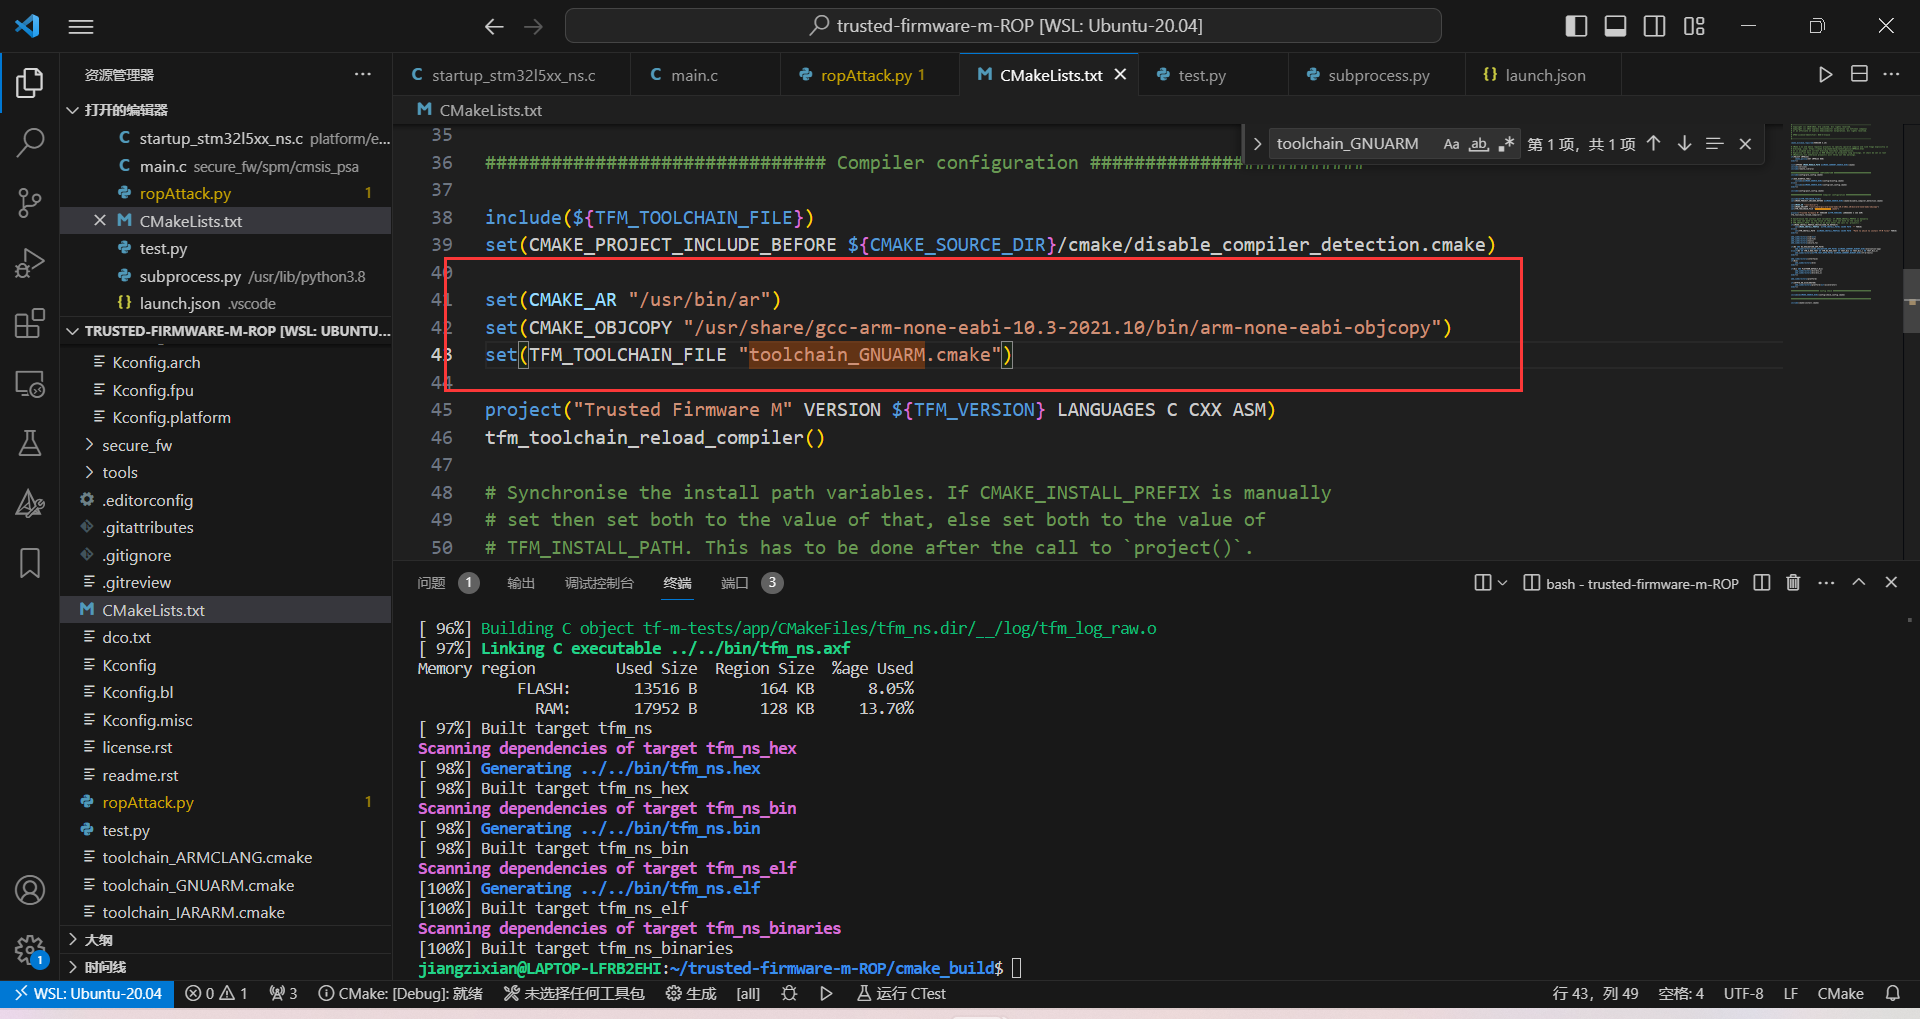 trusted-firmware-m-ROP [WSL: Ubuntu-20.04]
资源管理器
打开的编辑器
startup_stm32l5xx_ns.c platform/e...
main.c secure_fw/spm/cmsis_psa
ropAttack.py 1
CMakeLists.txt
test.py
subprocess.py /usr/lib/python3.8
launch.json .vscode
TRUSTED-FIRMWARE-M-ROP [WSL: UBUNTU...
Kconfig.arch
Kconfig.fpu
Kconfig.platform
secure_fw
tools
.editorconfig
.gitattributes
.gitignore
.gitreview
CMakeLists.txt
dco.txt
Kconfig
Kconfig.bl
Kconfig.misc
license.rst
readme.rst
ropAttack.py 1
test.py
toolchain_ARMCLANG.cmake
toolchain_GNUARM.cmake
toolchain_IARARM.cmake
大纲
时间线
startup_stm32l5xx_ns.c main.c ropAttack.py 1 CMakeLists.txt test.py subprocess.py launch.json
CMakeLists.txt
toolchain_GNUARM Aa ab .* 第 1 项, 共 1 项
35
36 ############################### Compiler configuration #########################
37
38 include(${TFM_TOOLCHAIN_FILE})
39 set(CMAKE_PROJECT_INCLUDE_BEFORE ${CMAKE_SOURCE_DIR}/cmake/disable_compiler_detection.cmake)
40
41 set(CMAKE_AR "/usr/bin/ar")
42 set(CMAKE_OBJCOPY "/usr/share/gcc-arm-none-eabi-10.3-2021.10/bin/arm-none-eabi-objcopy")
43 set(TFM_TOOLCHAIN_FILE "toolchain_GNUARM.cmake")
44
45 project("Trusted Firmware M" VERSION ${TFM_VERSION} LANGUAGES C CXX ASM)
46 tfm_toolchain_reload_compiler()
47
48 # Synchronise the install path variables. If CMAKE_INSTALL_PREFIX is manually
49 # set then set both to the value of that, else set both to the value of
50 # TFM_INSTALL_PATH. This has to be done after the call to `project()`.
问题 1 输出 调试控制台 终端 端口 3
bash - trusted-firmware-m-ROP
[ 96%] Building C object tf-m-tests/app/CMakeFiles/tfm_ns.dir/__/log/tfm_log_raw.o
[ 97%] Linking C executable ../../bin/tfm_ns.axf
Memory region Used Size Region Size %age Used
FLASH: 13516 B 164 KB 8.05%
RAM: 17952 B 128 KB 13.70%
[ 97%] Built target tfm_ns
Scanning dependencies of target tfm_ns_hex
[ 98%] Generating ../../bin/tfm_ns.hex
[ 98%] Built target tfm_ns_hex
Scanning dependencies of target tfm_ns_bin
[ 98%] Generating ../../bin/tfm_ns.bin
[ 98%] Built target tfm_ns_bin
Scanning dependencies of target tfm_ns_elf
[100%] Generating ../../bin/tfm_ns.elf
[100%] Built target tfm_ns_elf
Scanning dependencies of target tfm_ns_binaries
[100%] Built target tfm_ns_binaries
jiangzixian@LAPTOP-LFRB2EHI:~/trusted-firmware-m-ROP/cmake_build$
1
WSL: Ubuntu-20.04 0 1 3 CMake: [Debug]: 就绪 未选择任何工具包 生成 [all] 运行 CTest 行 43, 列 49 空格: 4 UTF-8 LF CMake